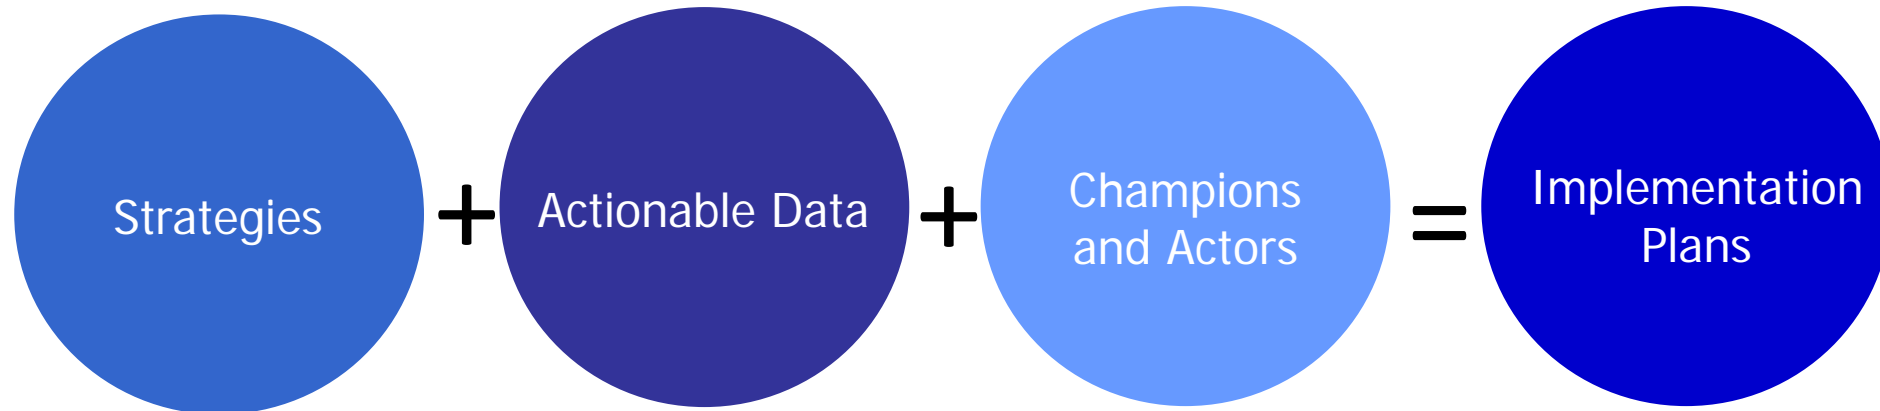 Strategies
+
Actionable Data
+
Champions
and Actors
=
Implementation
Plans